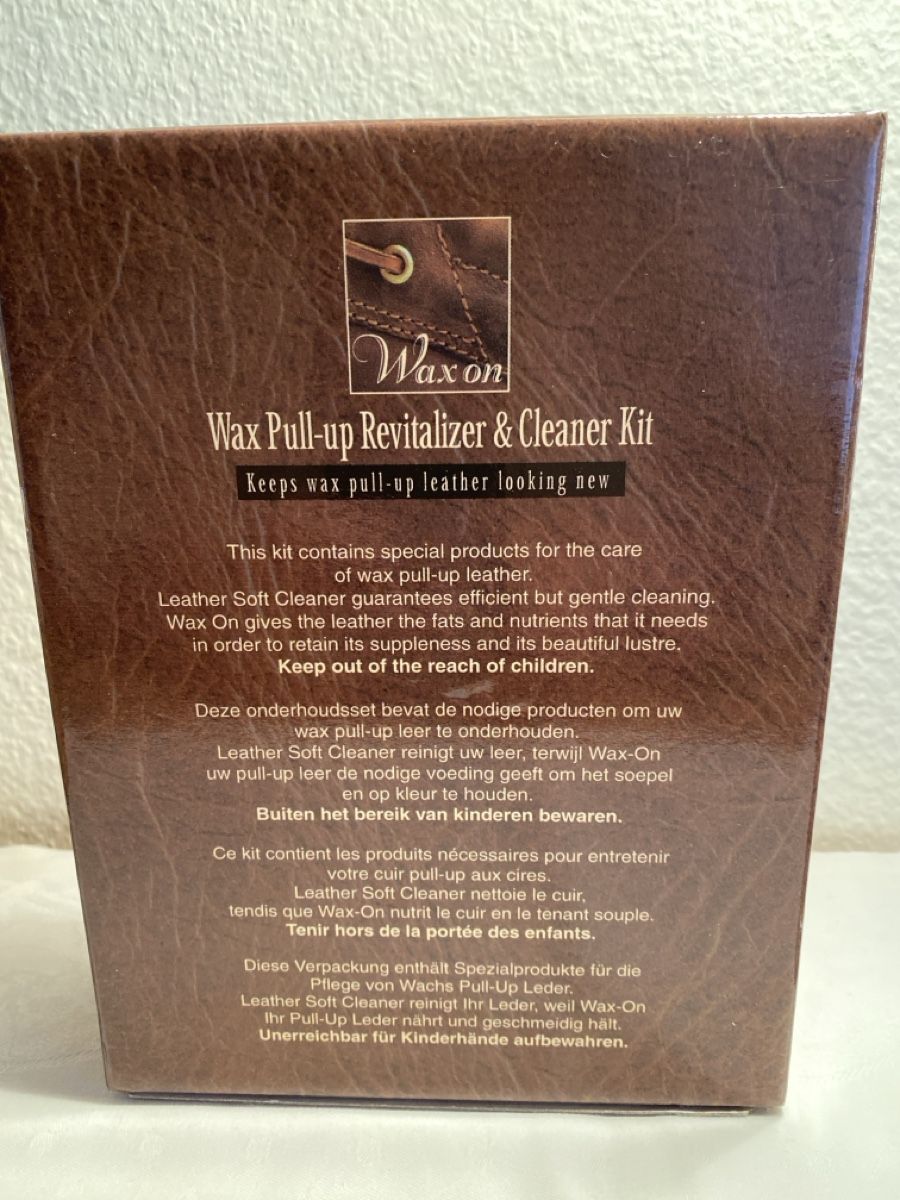 Wax on
Wax Pull-up Revitalizer & Cleaner Kit
Keeps wax pull-up leather looking new
This kit contains special products for the care
of wax pull-up leather.
Leather Soft Cleaner guarantees efficient but gentle cleaning.
Wax On gives the leather the fats and nutrients that it needs
in order to retain its suppleness and its beautiful lustre.
Keep out of the reach of children.
Deze onderhoudsset bevat de nodige producten om uw
wax pull-up leer te onderhouden.
Leather Soft Cleaner reinigt uw leer, terwijl Wax-On
uw pull-up leer de nodige voeding geeft om het soepel
en op kleur te houden.
Buiten het bereik van kinderen bewaren.
Ce kit contient les produits nécessaires pour entretenir
votre cuir pull-up aux cires.
Leather Soft Cleaner nettoie le cuir,
tendis que Wax-On nutrit le cuir en le tenant souple.
Tenir hors de la portée des enfants.
Diese Verpackung enthält Spezialprodukte für die
Pflege von Wachs Pull-Up Leder.
Leather Soft Cleaner reinigt Ihr Leder, weil Wax-On
Ihr Pull-Up Leder nährt und geschmeidig hält.
Unerreichbar für Kinderhände aufbewahren.